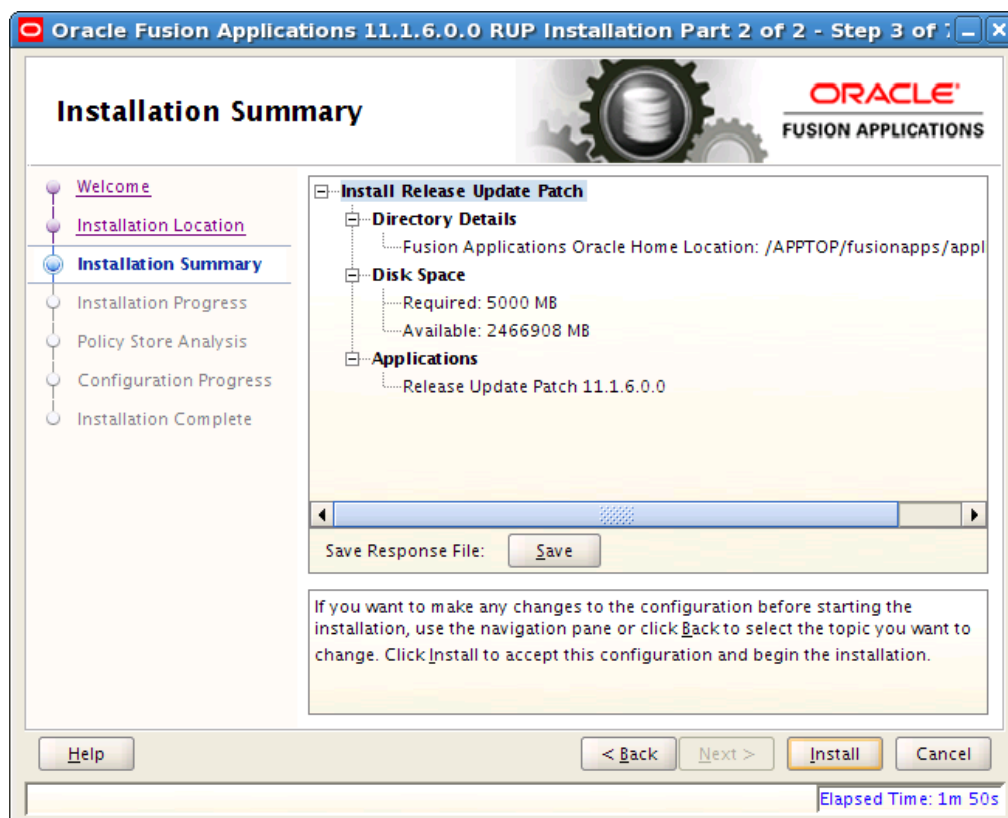 Oracle Fusion Applications 11.1.6.0.0 RUP Installation Part 2 of 2 - Step 3 of
Installation Summary
ORACLE
FUSION APPLICATIONS
Welcome
Installation Location
Installation Summary
Installation Progress
Policy Store Analysis
Configuration Progress
Installation Complete
Install Release Update Patch
Directory Details
Fusion Applications Oracle Home Location: /APPTOP/fusionapps/appl
Disk Space
Required: 5000 MB
Available: 2466908 MB
Applications
Release Update Patch 11.1.6.0.0
Save Response File:
Save
If you want to make any changes to the configuration before starting the
installation, use the navigation pane or click Back to select the topic you want to
change. Click Install to accept this configuration and begin the installation.
Help
< Back
Next >
Install
Cancel
Elapsed Time: 1m 50s